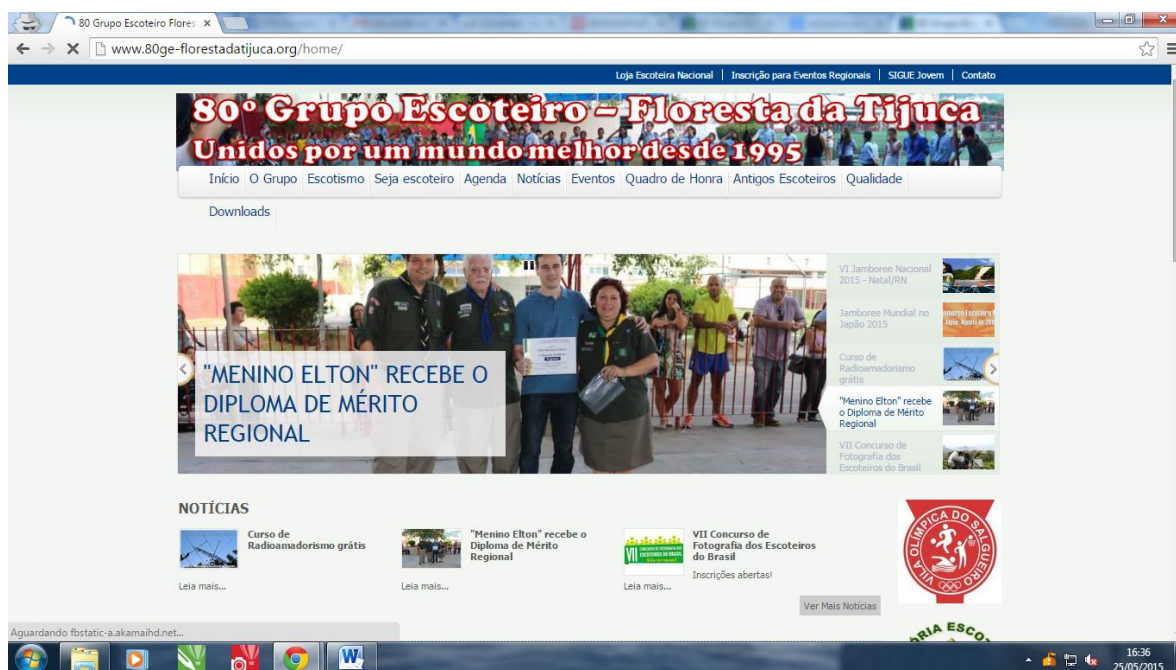 80 Grupo Escoteiro Flores
www.80ge-florestadatijuca.org/home/
Loja Escoteira Nacional | Inscrição para Eventos Regionais | SIGUE Jovem | Contato
80º Grupo Escoteiro - Floresta da Tijuca
Unidos por um mundo melhor desde 1995
Início O Grupo Escotismo Seja escoteiro Agenda Notícias Eventos Quadro de Honra Antigos Escoteiros Qualidade
Downloads
"MENINO ELTON" RECEBE O
DIPLOMA DE MÉRITO
REGIONAL
VI Jamboree Nacional
2015 - Natal/RN
Jamboree Mundial no
Japão 2015
Curso de
Radioamadorismo
grátis
"Menino Elton" recebe
o Diploma de Mérito
Regional
VII Concurso de
Fotografia dos
Escoteiros do Brasil
NOTÍCIAS
Curso de
Radioamadorismo grátis
Leia mais...
"Menino Elton" recebe o
Diploma de Mérito
Regional
Leia mais...
VII Concurso de
Fotografia dos Escoteiros
do Brasil
Inscrições abertas!
Leia mais...
Ver Mais Notícias
VILA OLÍMPICA DO SALGUEIRO
Aguardando fbstatic-a.akamaihd.net...
16:36
25/05/2015